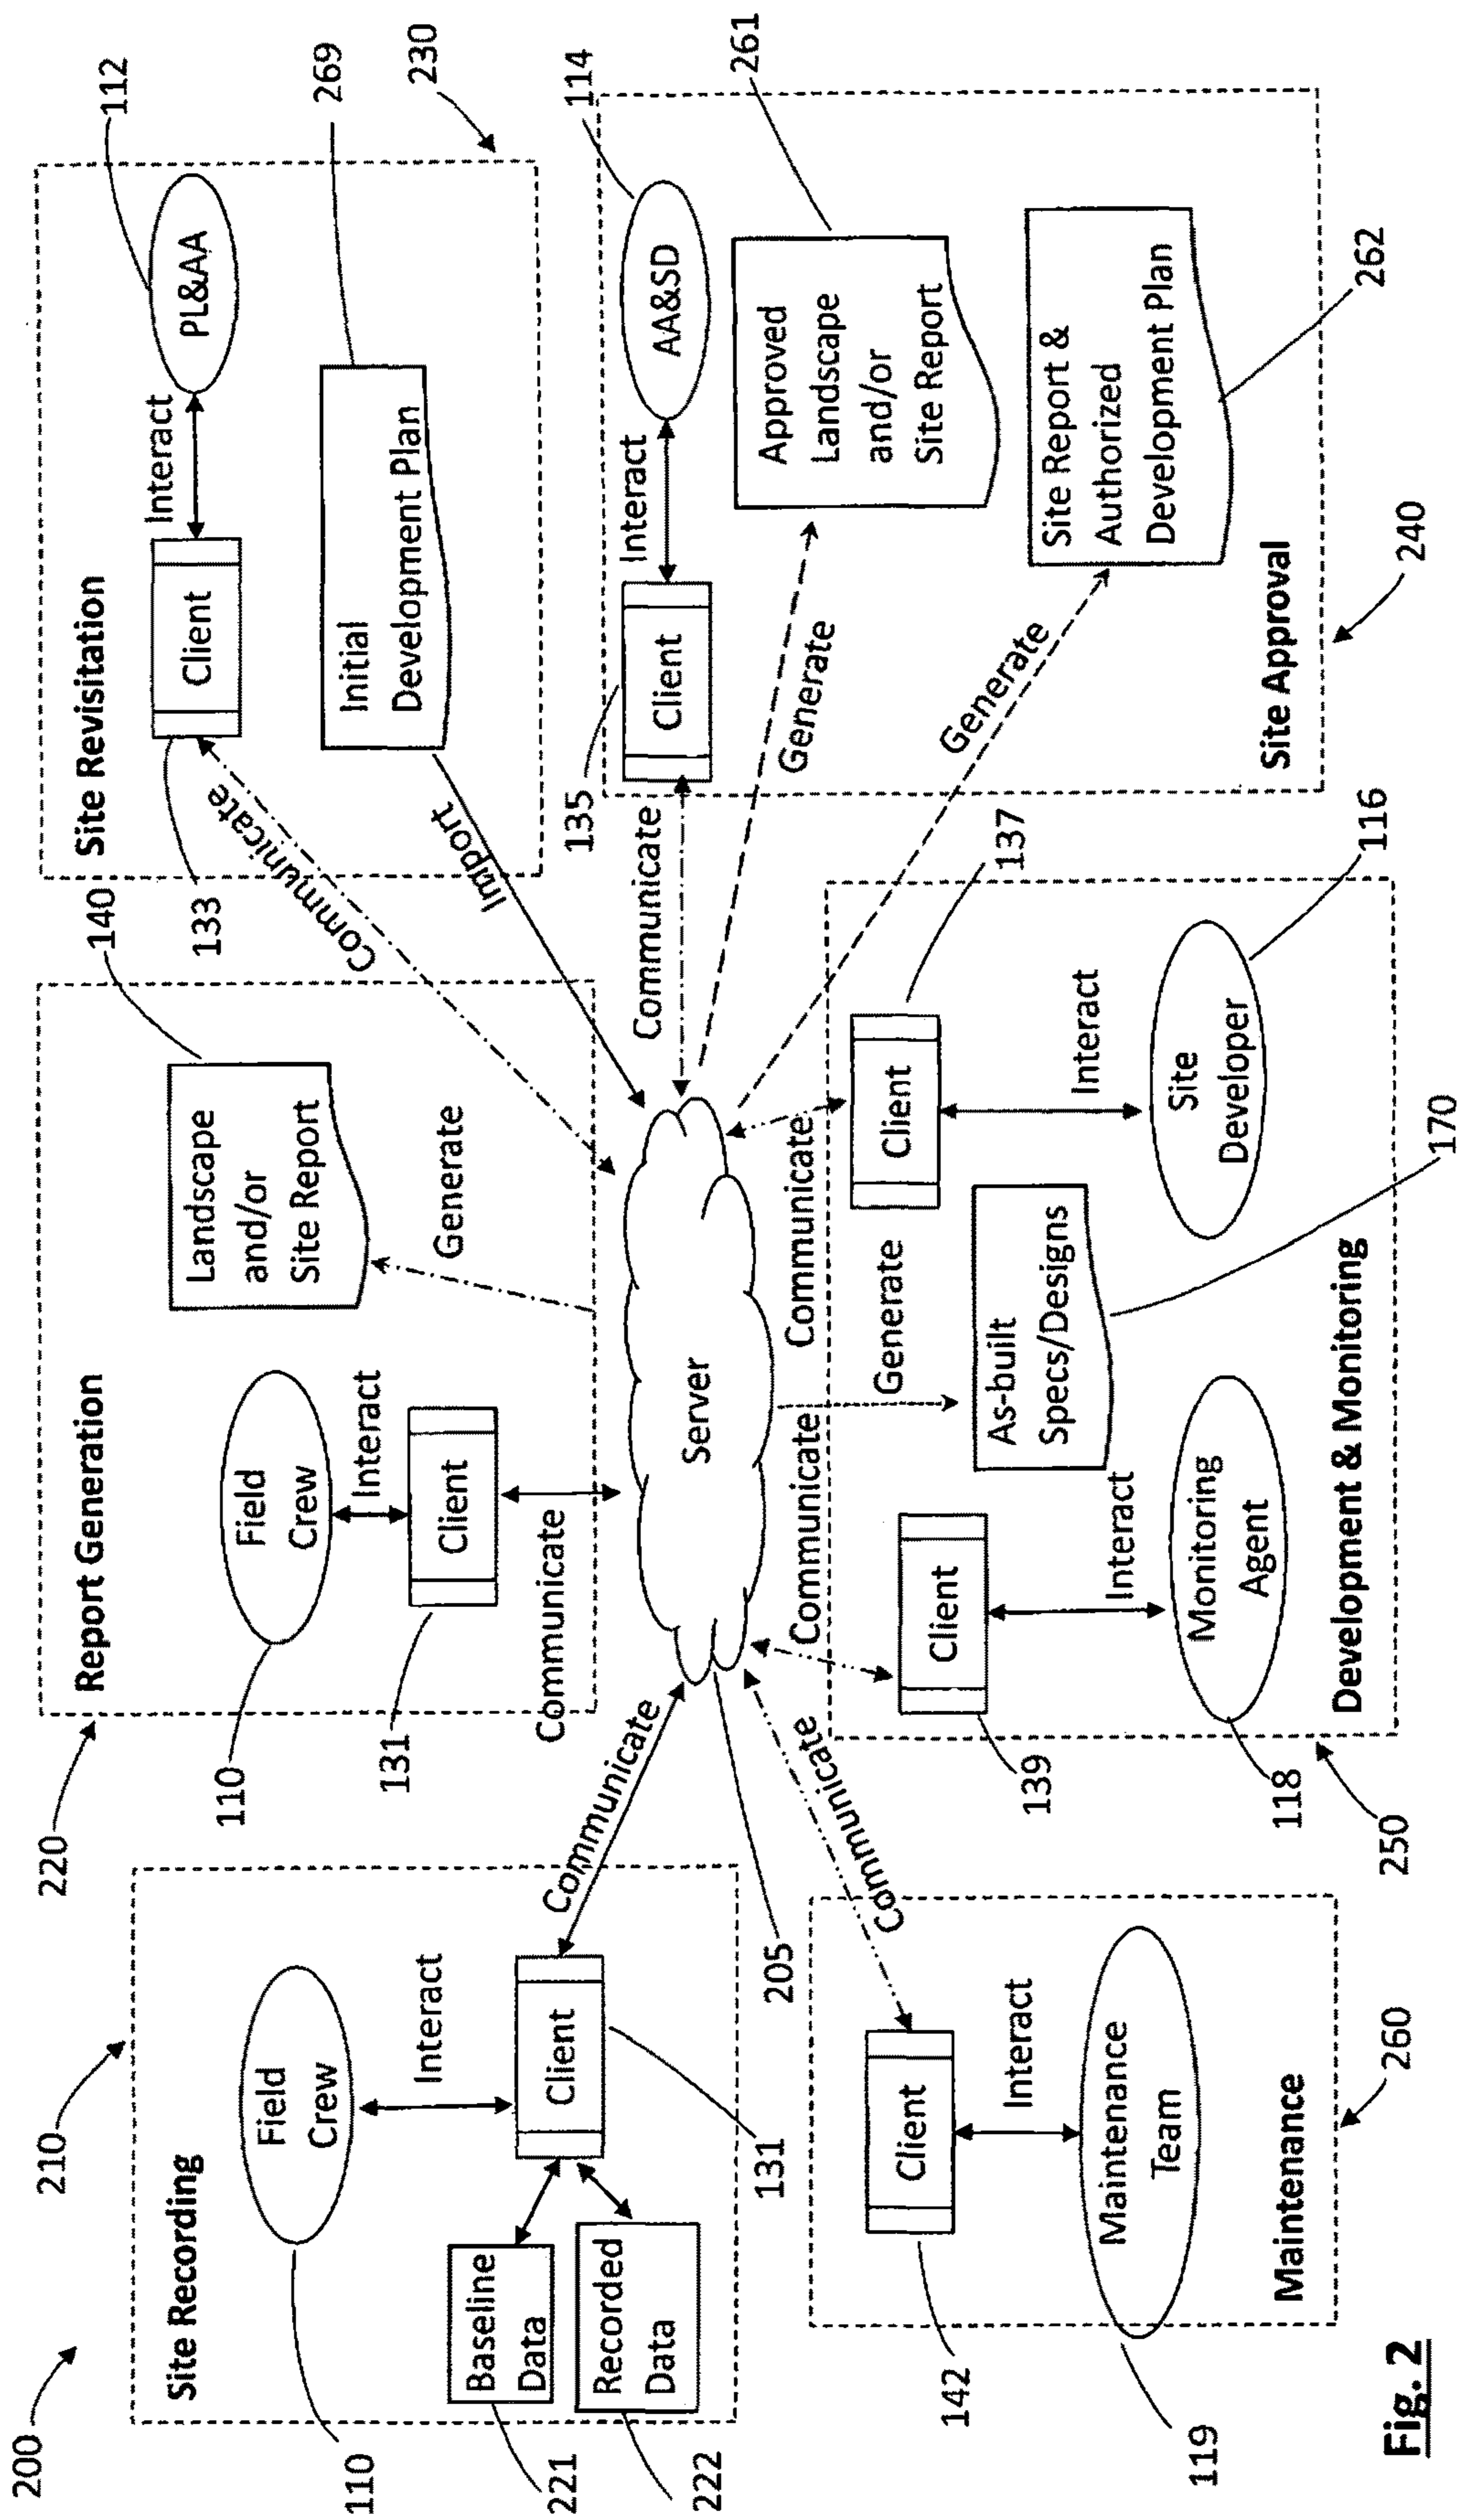 200
210
Site Recording
Field
Crew
110
Interact
Client
131
Baseline
Data
221
Recorded
Data
222
Communicate
220
Report Generation
Field
Crew
110
Interact
Client
131
Communicate
Landscape
and/or
Site Report
140
Generate
Site Revisitation
Client
133
Interact
PL&AA
112
Communicate
Initial
Development Plan
269
230
Import
Server
205
Communicate
135
Client
Interact
AA&SD
114
Generate
Approved
Landscape
and/or
Site Report
261
Generate
Site Report &
Authorized
Development Plan
262
Site Approval
240
Communicate
Client
142
Interact
Maintenance
Team
119
Maintenance
260
Communicate
Client
139
Interact
Monitoring
Agent
118
Generate
As-built
Specs/Designs
170
Communicate
Client
137
Interact
Site
Developer
116
Development & Monitoring
250
Fig. 2